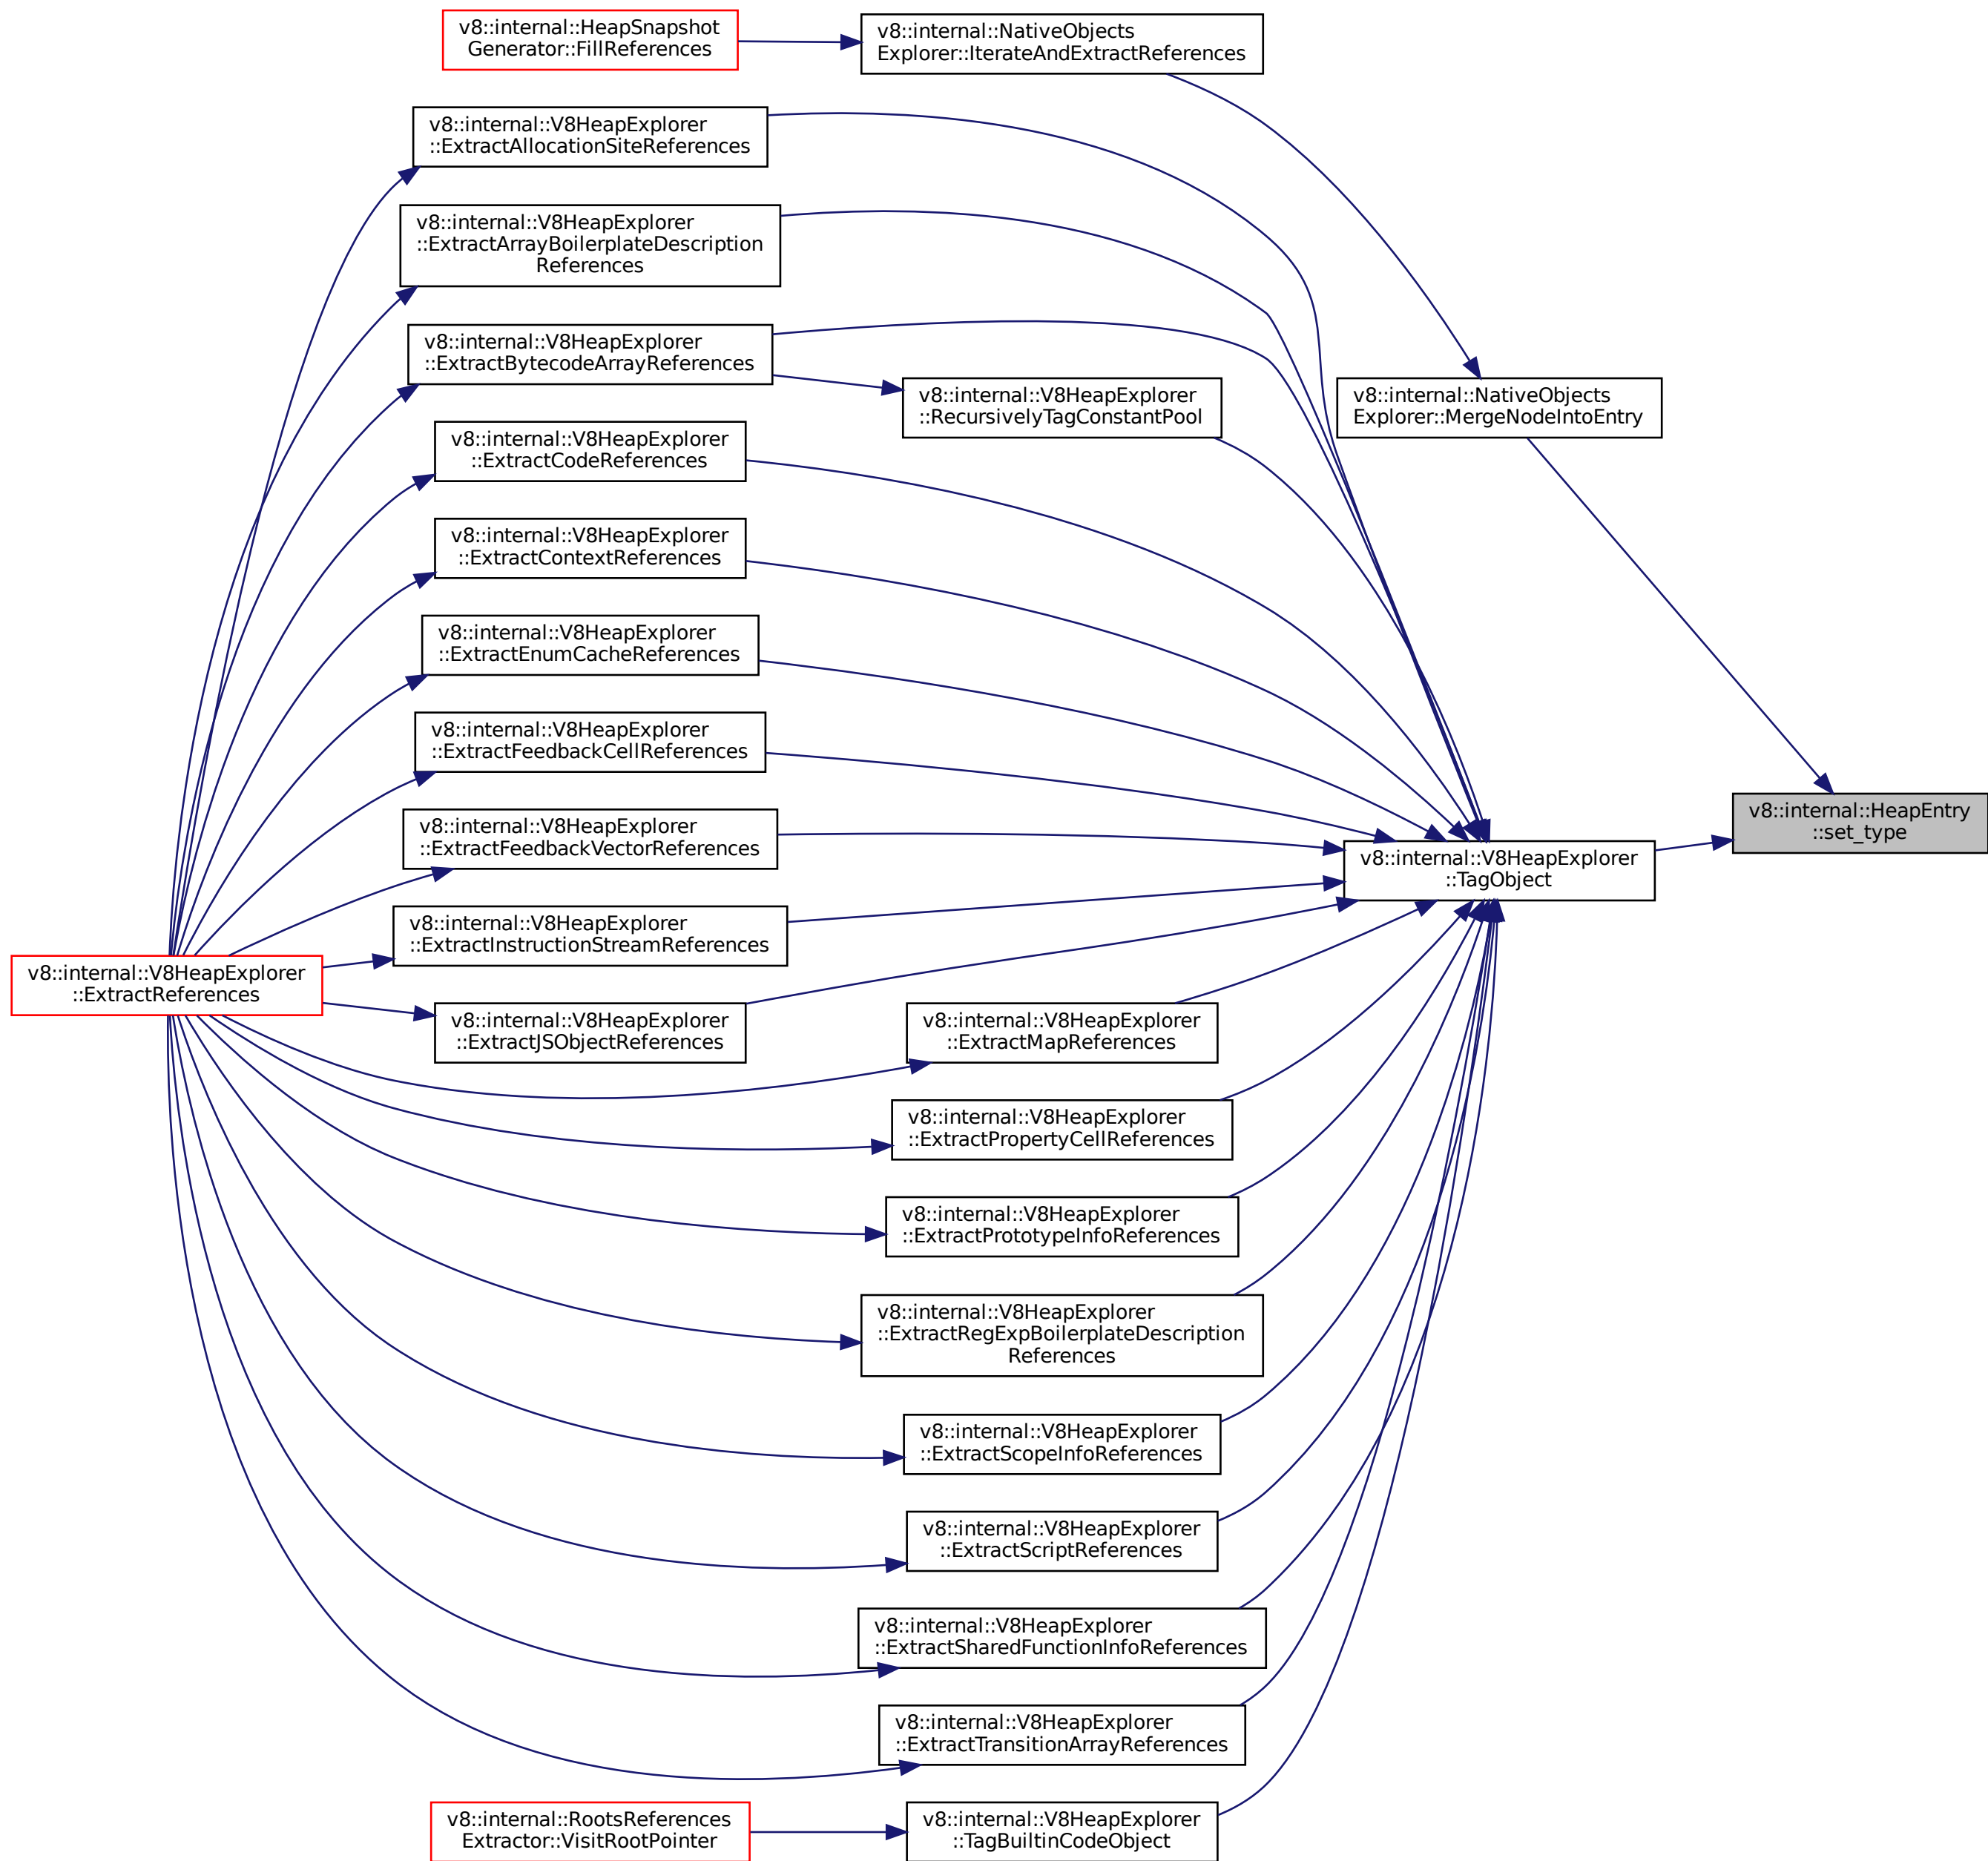 v8::internal::HeapSnapshot
Generator::FillReferences
v8::internal::NativeObjects
Explorer::IterateAndExtractReferences
v8::internal::V8HeapExplorer
::ExtractAllocationSiteReferences
v8::internal::V8HeapExplorer
::ExtractArrayBoilerplateDescription
References
v8::internal::V8HeapExplorer
::ExtractBytecodeArrayReferences
v8::internal::V8HeapExplorer
::RecursivelyTagConstantPool
v8::internal::NativeObjects
Explorer::MergeNodeIntoEntry
v8::internal::V8HeapExplorer
::ExtractCodeReferences
v8::internal::V8HeapExplorer
::ExtractContextReferences
v8::internal::V8HeapExplorer
::ExtractEnumCacheReferences
v8::internal::V8HeapExplorer
::ExtractFeedbackCellReferences
v8::internal::HeapEntry
::set_type
v8::internal::V8HeapExplorer
::ExtractFeedbackVectorReferences
v8::internal::V8HeapExplorer
::TagObject
v8::internal::V8HeapExplorer
::ExtractInstructionStreamReferences
v8::internal::V8HeapExplorer
::ExtractReferences
v8::internal::V8HeapExplorer
::ExtractJSObjectReferences
v8::internal::V8HeapExplorer
::ExtractMapReferences
v8::internal::V8HeapExplorer
::ExtractPropertyCellReferences
v8::internal::V8HeapExplorer
::ExtractPrototypeInfoReferences
v8::internal::V8HeapExplorer
::ExtractRegExpBoilerplateDescription
References
v8::internal::V8HeapExplorer
::ExtractScopeInfoReferences
v8::internal::V8HeapExplorer
::ExtractScriptReferences
v8::internal::V8HeapExplorer
::ExtractSharedFunctionInfoReferences
v8::internal::V8HeapExplorer
::ExtractTransitionArrayReferences
v8::internal::RootsReferences
Extractor::VisitRootPointer
v8::internal::V8HeapExplorer
::TagBuiltinCodeObject